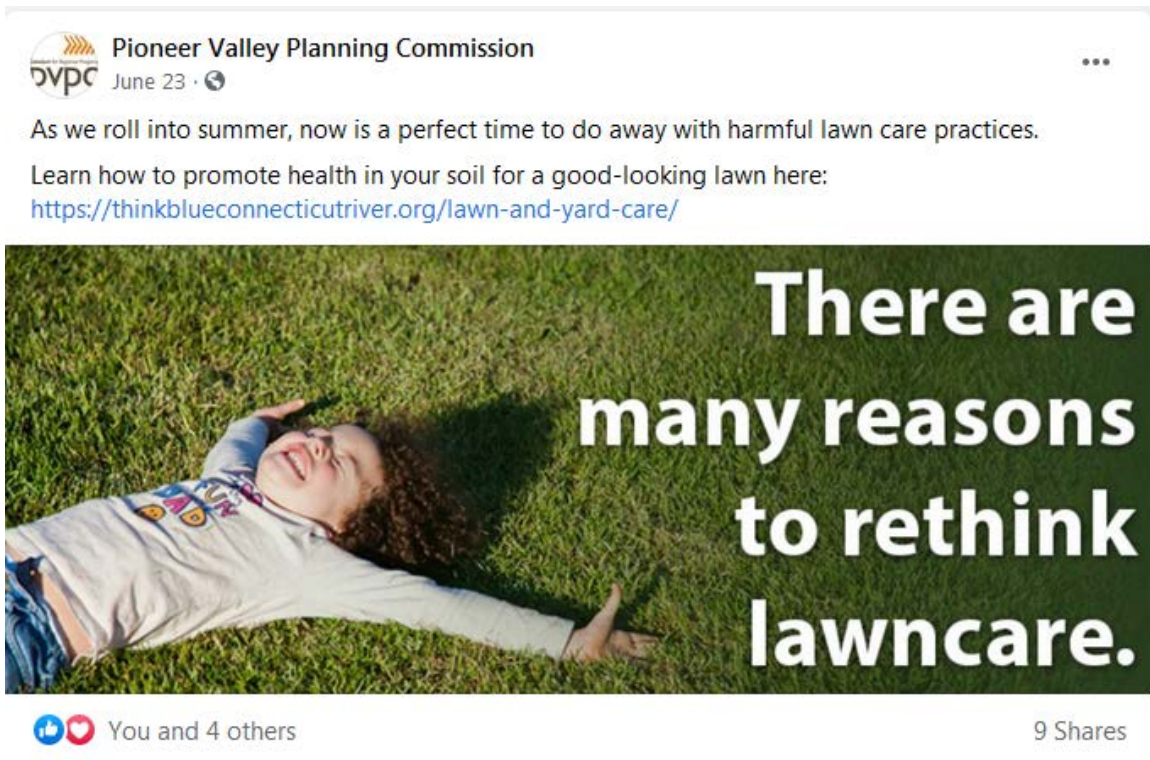 Pioneer Valley Planning Commission
pvpc
June 23 ·
As we roll into summer, now is a perfect time to do away with harmful lawn care practices.
Learn how to promote health in your soil for a good-looking lawn here:
https://thinkblueconnecticutriver.org/lawn-and-yard-care/
There are
many reasons
to rethink
lawncare.
FUN
DAD
You and 4 others
9 Shares